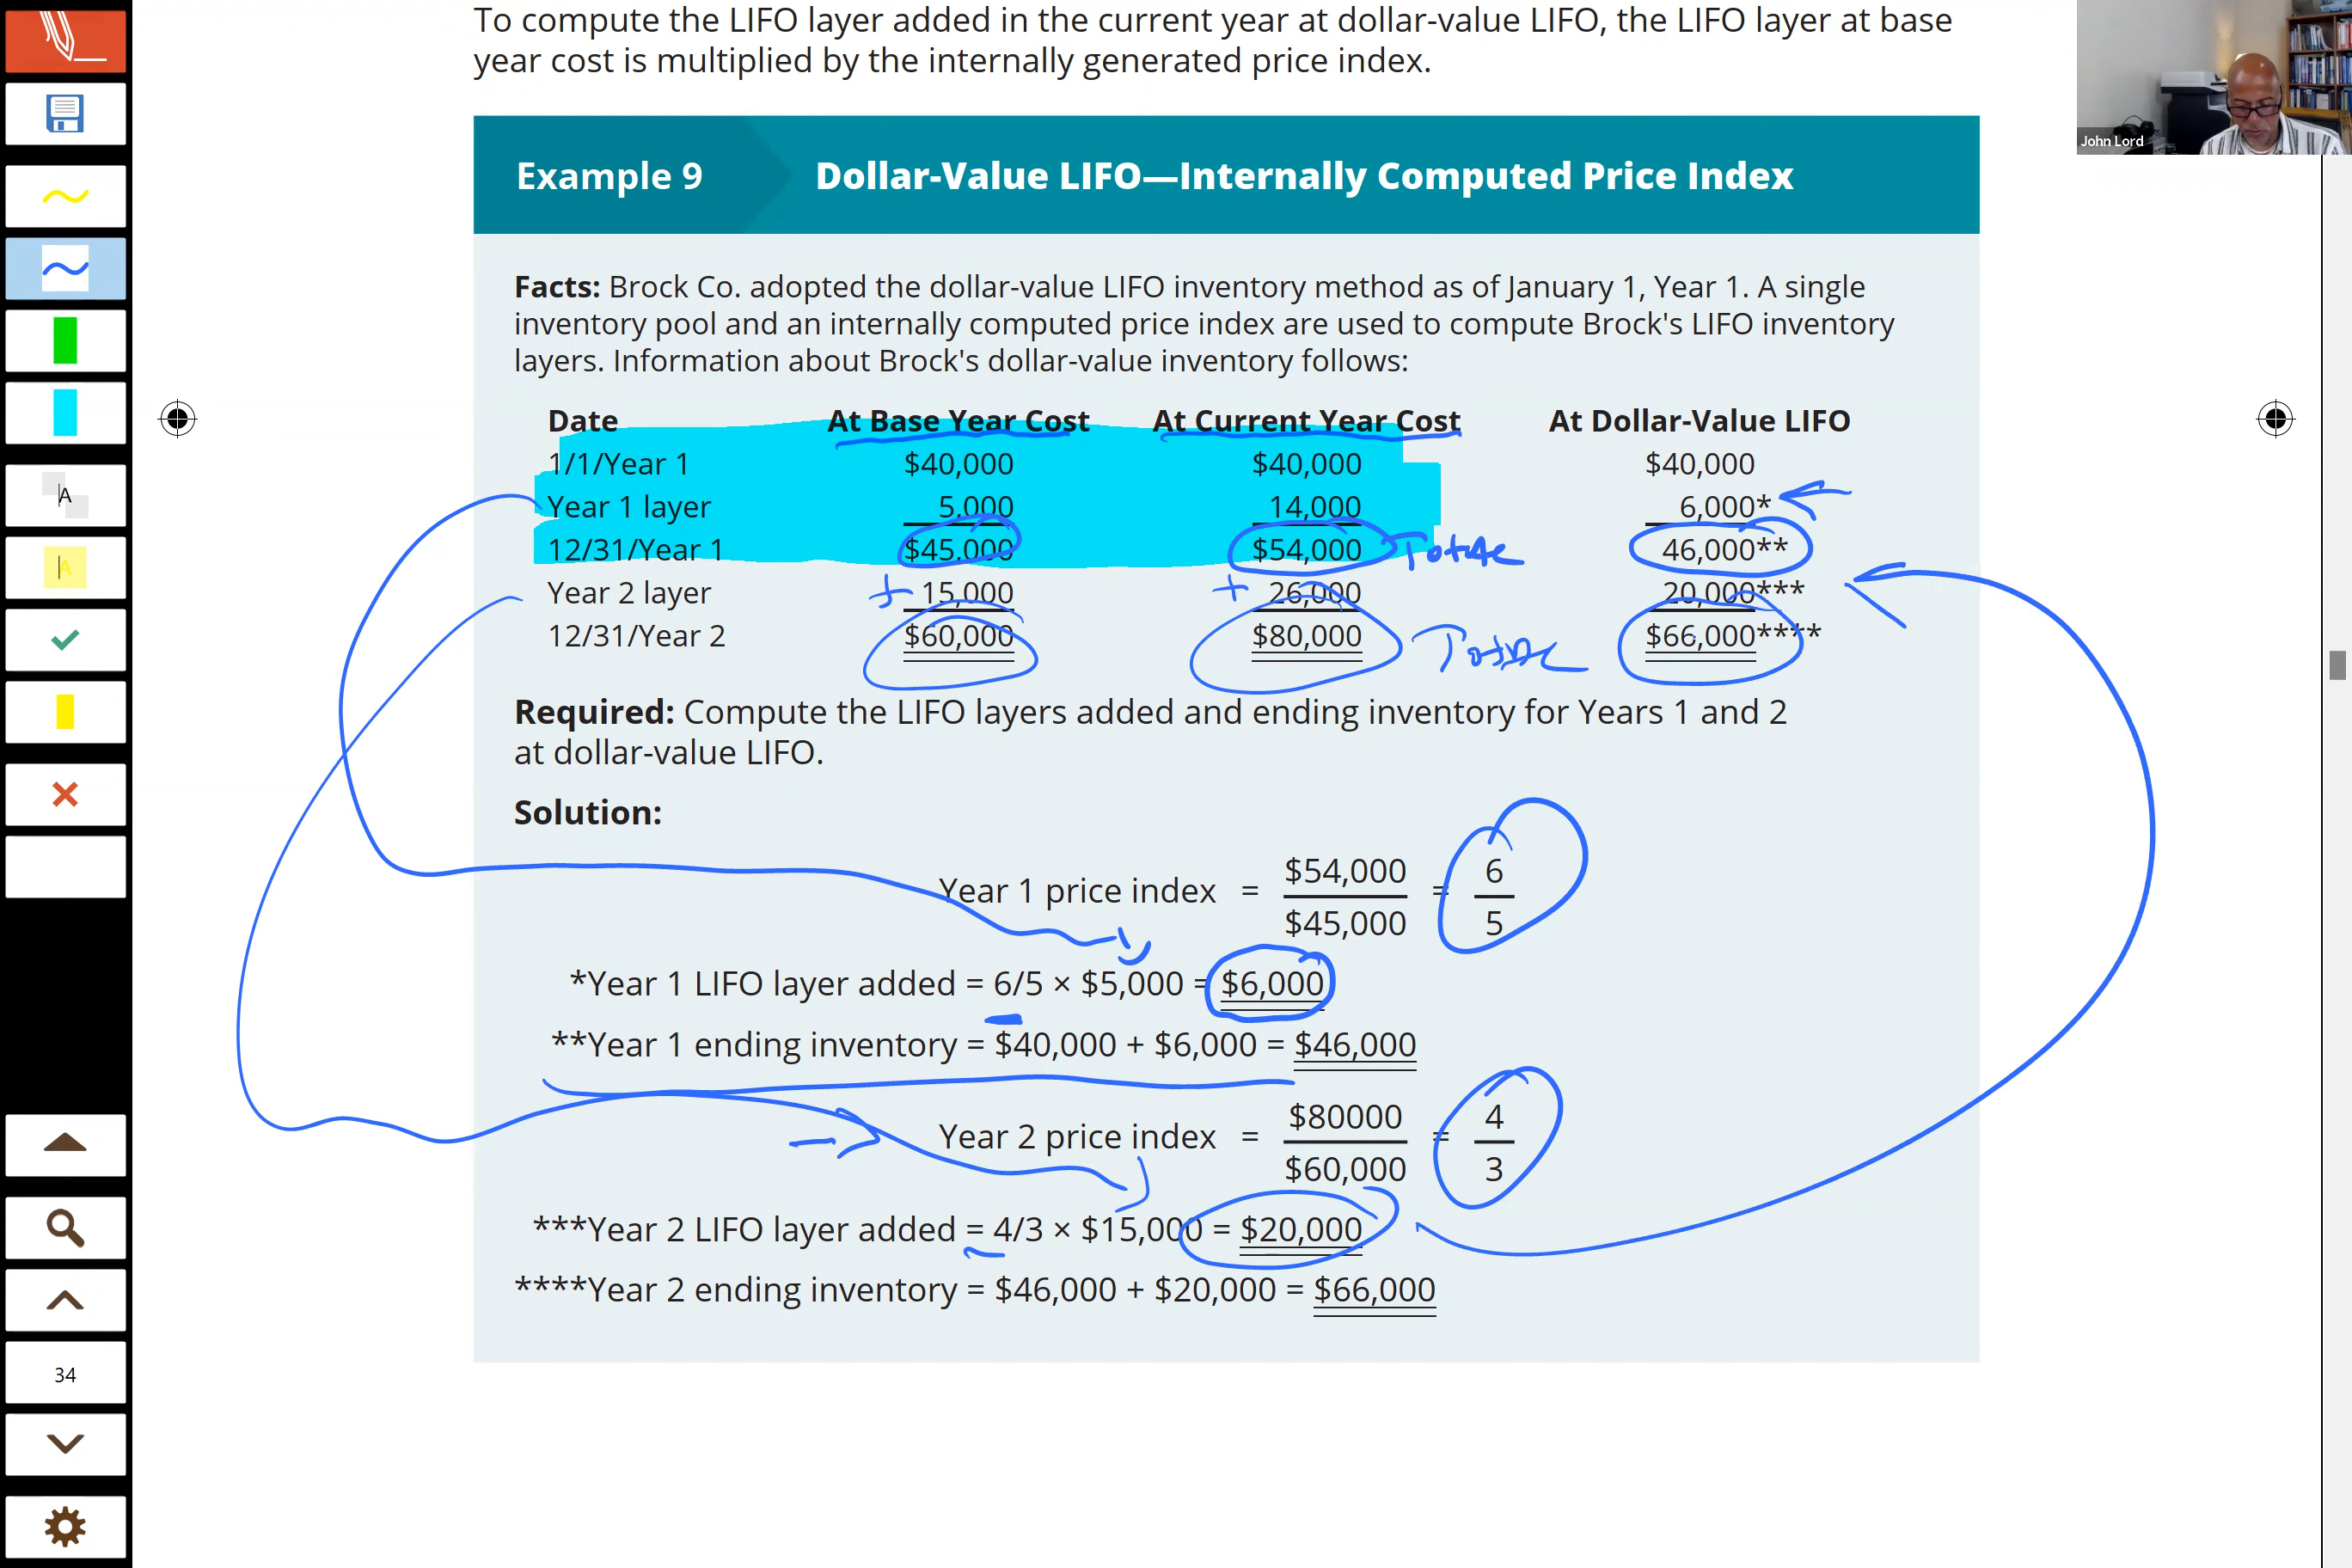 To compute the LIFO layer added in the current year at dollar-value LIFO, the LIFO layer at base
year cost is multiplied by the internally generated price index.
John Lord
Example 9 Dollar-Value LIFO—Internally Computed Price Index
Facts: Brock Co. adopted the dollar-value LIFO inventory method as of January 1, Year 1. A single
inventory pool and an internally computed price index are used to compute Brock's LIFO inventory
layers. Information about Brock's dollar-value inventory follows:
Date At Base Year Cost At Current Year Cost At Dollar-Value LIFO
1/1/Year 1 $40,000 $40,000 $40,000
Year 1 layer 5,000 14,000 6,000*
12/31/Year 1 $45,000 $54,000 Total 46,000**
Year 2 layer + 15,000 + 26,000 20,000***
12/31/Year 2 $60,000 $80,000 Total $66,000****
Required: Compute the LIFO layers added and ending inventory for Years 1 and 2
at dollar-value LIFO.
Solution:
Year 1 price index = $54,000 / $45,000 = 6 / 5
*Year 1 LIFO layer added = 6/5 × $5,000 = $6,000
**Year 1 ending inventory = $40,000 + $6,000 = $46,000
Year 2 price index = $80000 / $60,000 = 4 / 3
***Year 2 LIFO layer added = 4/3 × $15,000 = $20,000
****Year 2 ending inventory = $46,000 + $20,000 = $66,000
A
A
34